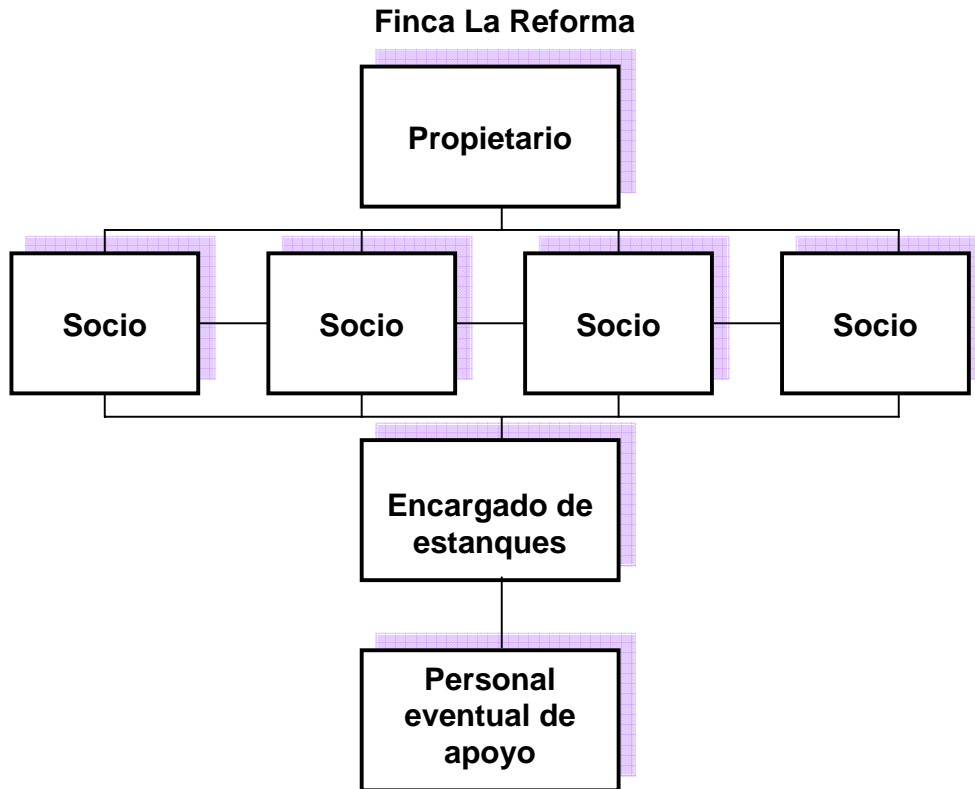 Finca La Reforma
Propietario
Socio
Socio
Socio
Socio
Encargado de
estanques
Personal
eventual de
apoyo